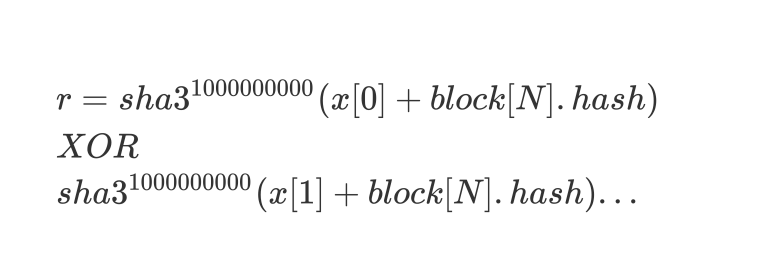 r = sha3^1000000000(x[0] + block[N].hash)
XOR
sha3^1000000000(x[1] + block[N].hash)...